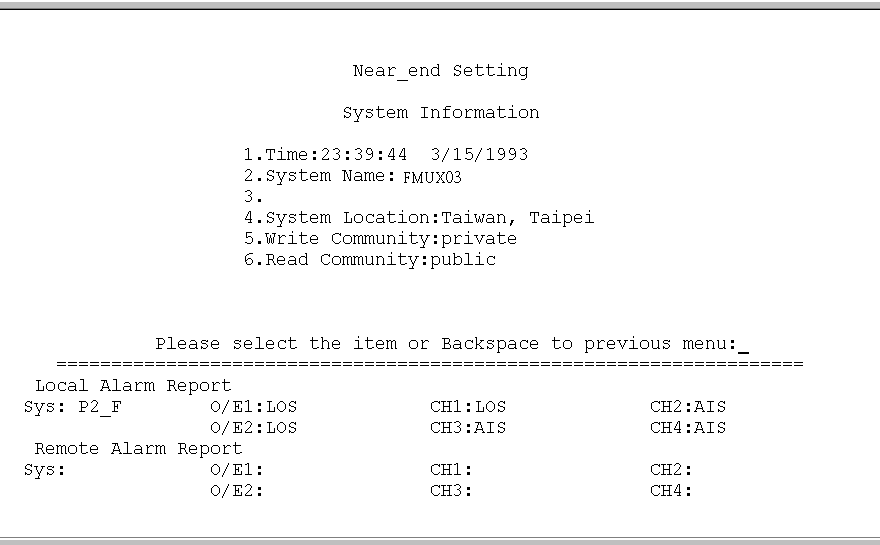 Near_end Setting
System Information
1.Time:23:39:44  3/15/1993
2.System Name: FMUX03
3.
4.System Location:Taiwan, Taipei
5.Write Community:private
6.Read Community:public
Please select the item or Backspace to previous menu:_
====================================================================
Local Alarm Report
Sys: P2_F        O/E1:LOS            CH1:LOS             CH2:AIS
O/E2:LOS            CH3:AIS             CH4:AIS
Remote Alarm Report
Sys:             O/E1:               CH1:                CH2:
O/E2:               CH3:                CH4: